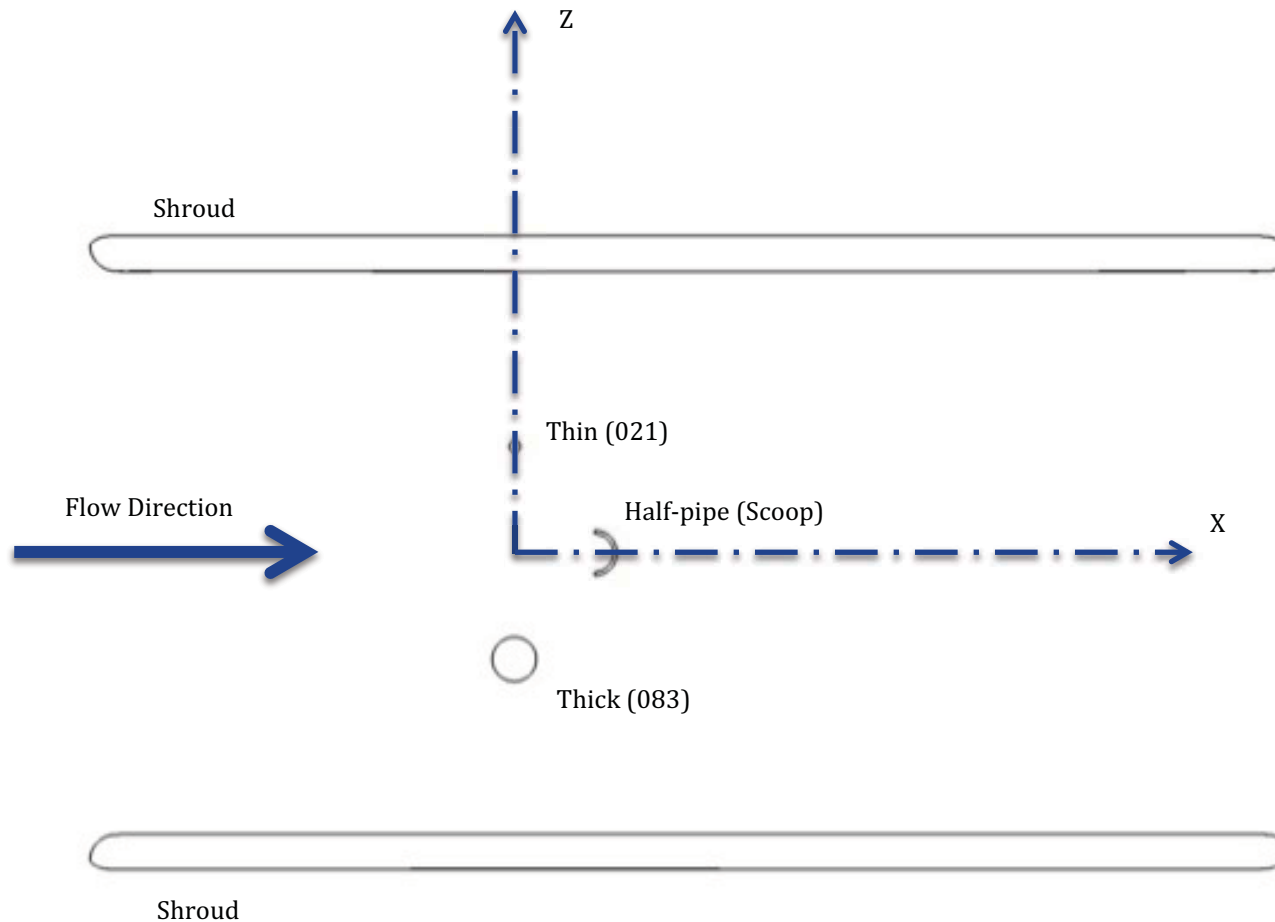 Z
Shroud
Thin (021)
Flow Direction
Half-pipe (Scoop)
X
Thick (083)
Shroud